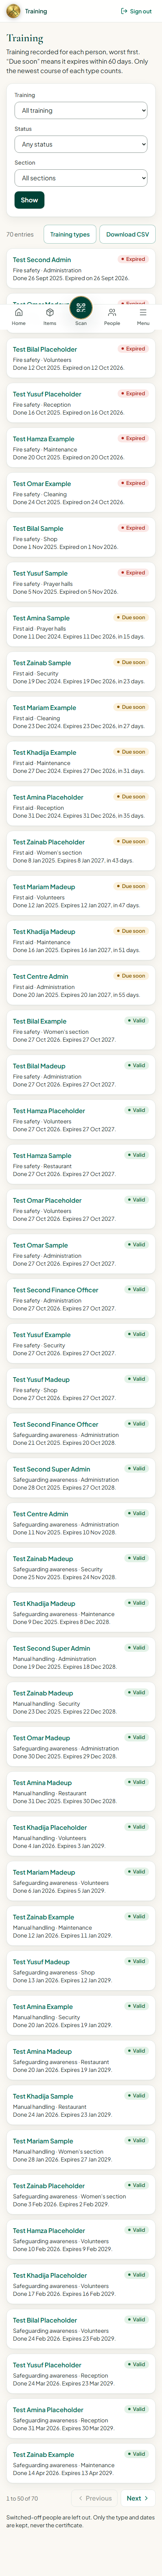 Training
Sign out
Training
Training recorded for each person, worst first.
"Due soon" means it expires within 60 days. Only
the newest course of each type counts.
Training
All training
Status
Any status
Section
All sections
Show
70 entries
Training types
Download CSV
Test Second Admin
Expired
Fire safety · Administration
Done 26 Sept 2025. Expired on 26 Sept 2026.
Expired
Home
Items
Scan
People
Menu
Test Bilal Placeholder
Expired
Fire safety · Volunteers
Done 12 Oct 2025. Expired on 12 Oct 2026.
Test Yusuf Sample
Expired
Fire safety · Reception
Done 16 Oct 2025. Expired on 16 Oct 2026.
Test Hamza Example
Expired
Fire safety · Maintenance
Done 20 Oct 2025. Expired on 20 Oct 2026.
Test Omar Example
Expired
Fire safety · Cleaning
Done 24 Oct 2025. Expired on 24 Oct 2026.
Test Bilal Sample
Expired
Fire safety · Shop
Done 1 Nov 2025. Expired on 1 Nov 2026.
Test Yusuf Sample
Expired
Fire safety · Prayer halls
Done 5 Nov 2025. Expired on 5 Nov 2026.
Test Amina Sample
Due soon
First aid · Prayer halls
Done 11 Dec 2024. Expires 11 Dec 2026, in 15 days.
Test Zainab Sample
Due soon
First aid · Security
Done 19 Dec 2024. Expires 19 Dec 2026, in 23 days.
Test Mariam Example
Due soon
First aid · Cleaning
Done 23 Dec 2024. Expires 23 Dec 2026, in 27 days.
Test Khadija Example
Due soon
First aid · Maintenance
Done 27 Dec 2024. Expires 27 Dec 2026, in 31 days.
Test Amina Placeholder
Due soon
First aid · Reception
Done 31 Dec 2024. Expires 31 Dec 2026, in 35 days.
Test Zainab Placeholder
Due soon
First aid · Women's section
Done 8 Jan 2025. Expires 8 Jan 2027, in 43 days.
Test Mariam Madeup
Due soon
First aid · Volunteers
Done 12 Jan 2025. Expires 12 Jan 2027, in 47 days.
Test Khadija Madeup
Due soon
First aid · Maintenance
Done 16 Jan 2025. Expires 16 Jan 2027, in 51 days.
Test Centre Admin
Due soon
First aid · Administration
Done 20 Jan 2025. Expires 20 Jan 2027, in 55 days.
Test Bilal Example
Valid
Fire safety · Women's section
Done 27 Oct 2026. Expires 27 Oct 2027.
Test Bilal Madeup
Valid
Fire safety · Administration
Done 27 Oct 2026. Expires 27 Oct 2027.
Test Hamza Placeholder
Valid
Fire safety · Volunteers
Done 27 Oct 2026. Expires 27 Oct 2027.
Test Hamza Sample
Valid
Fire safety · Restaurant
Done 27 Oct 2026. Expires 27 Oct 2027.
Test Omar Placeholder
Valid
Fire safety · Volunteers
Done 27 Oct 2026. Expires 27 Oct 2027.
Test Omar Sample
Valid
Fire safety · Administration
Done 27 Oct 2026. Expires 27 Oct 2027.
Test Second Finance Officer
Valid
Fire safety · Administration
Done 27 Oct 2026. Expires 27 Oct 2027.
Test Yusuf Example
Valid
Fire safety · Security
Done 27 Oct 2026. Expires 27 Oct 2027.
Test Yusuf Madeup
Valid
Fire safety · Shop
Done 27 Oct 2026. Expires 27 Oct 2027.
Test Second Finance Officer
Valid
Safeguarding awareness · Administration
Done 21 Oct 2025. Expires 20 Oct 2028.
Test Second Super Admin
Valid
Safeguarding awareness · Administration
Done 28 Oct 2025. Expires 27 Oct 2028.
Test Centre Admin
Valid
Safeguarding awareness · Administration
Done 11 Nov 2025. Expires 10 Nov 2028.
Test Zainab Madeup
Valid
Safeguarding awareness · Security
Done 25 Nov 2025. Expires 24 Nov 2028.
Test Khadija Madeup
Valid
Safeguarding awareness · Maintenance
Done 9 Dec 2025. Expires 8 Dec 2028.
Test Second Super Admin
Valid
Manual handling · Administration
Done 19 Dec 2025. Expires 18 Dec 2028.
Test Zainab Madeup
Valid
Manual handling · Security
Done 23 Dec 2025. Expires 22 Dec 2028.
Test Omar Madeup
Valid
Safeguarding awareness · Administration
Done 30 Dec 2025. Expires 29 Dec 2028.
Test Amina Madeup
Valid
Manual handling · Restaurant
Done 31 Dec 2025. Expires 30 Dec 2028.
Test Khadija Placeholder
Valid
Manual handling · Volunteers
Done 4 Jan 2026. Expires 3 Jan 2029.
Test Mariam Madeup
Valid
Safeguarding awareness · Volunteers
Done 6 Jan 2026. Expires 5 Jan 2029.
Test Zainab Example
Valid
Manual handling · Maintenance
Done 12 Jan 2026. Expires 11 Jan 2029.
Test Yusuf Madeup
Valid
Safeguarding awareness · Shop
Done 13 Jan 2026. Expires 12 Jan 2029.
Test Amina Example
Valid
Manual handling · Security
Done 20 Jan 2026. Expires 19 Jan 2029.
Test Amina Madeup
Valid
Safeguarding awareness · Restaurant
Done 20 Jan 2026. Expires 19 Jan 2029.
Test Khadija Sample
Valid
Manual handling · Restaurant
Done 24 Jan 2026. Expires 23 Jan 2029.
Test Mariam Sample
Valid
Manual handling · Women's section
Done 28 Jan 2026. Expires 27 Jan 2029.
Test Zainab Placeholder
Valid
Safeguarding awareness · Women's section
Done 3 Feb 2026. Expires 2 Feb 2029.
Test Hamza Placeholder
Valid
Safeguarding awareness · Volunteers
Done 10 Feb 2026. Expires 9 Feb 2029.
Test Khadija Placeholder
Valid
Safeguarding awareness · Volunteers
Done 17 Feb 2026. Expires 16 Feb 2029.
Test Bilal Placeholder
Valid
Safeguarding awareness · Volunteers
Done 24 Feb 2026. Expires 23 Feb 2029.
Test Yusuf Placeholder
Valid
Safeguarding awareness · Reception
Done 24 Mar 2026. Expires 23 Mar 2029.
Test Amina Placeholder
Valid
Safeguarding awareness · Reception
Done 31 Mar 2026. Expires 30 Mar 2029.
Test Zainab Example
Valid
Safeguarding awareness · Maintenance
Done 14 Apr 2026. Expires 13 Apr 2029.
1 to 50 of 70
Previous
Next
Switched-off people are left out. Only the type and dates
are kept, never the certificate.